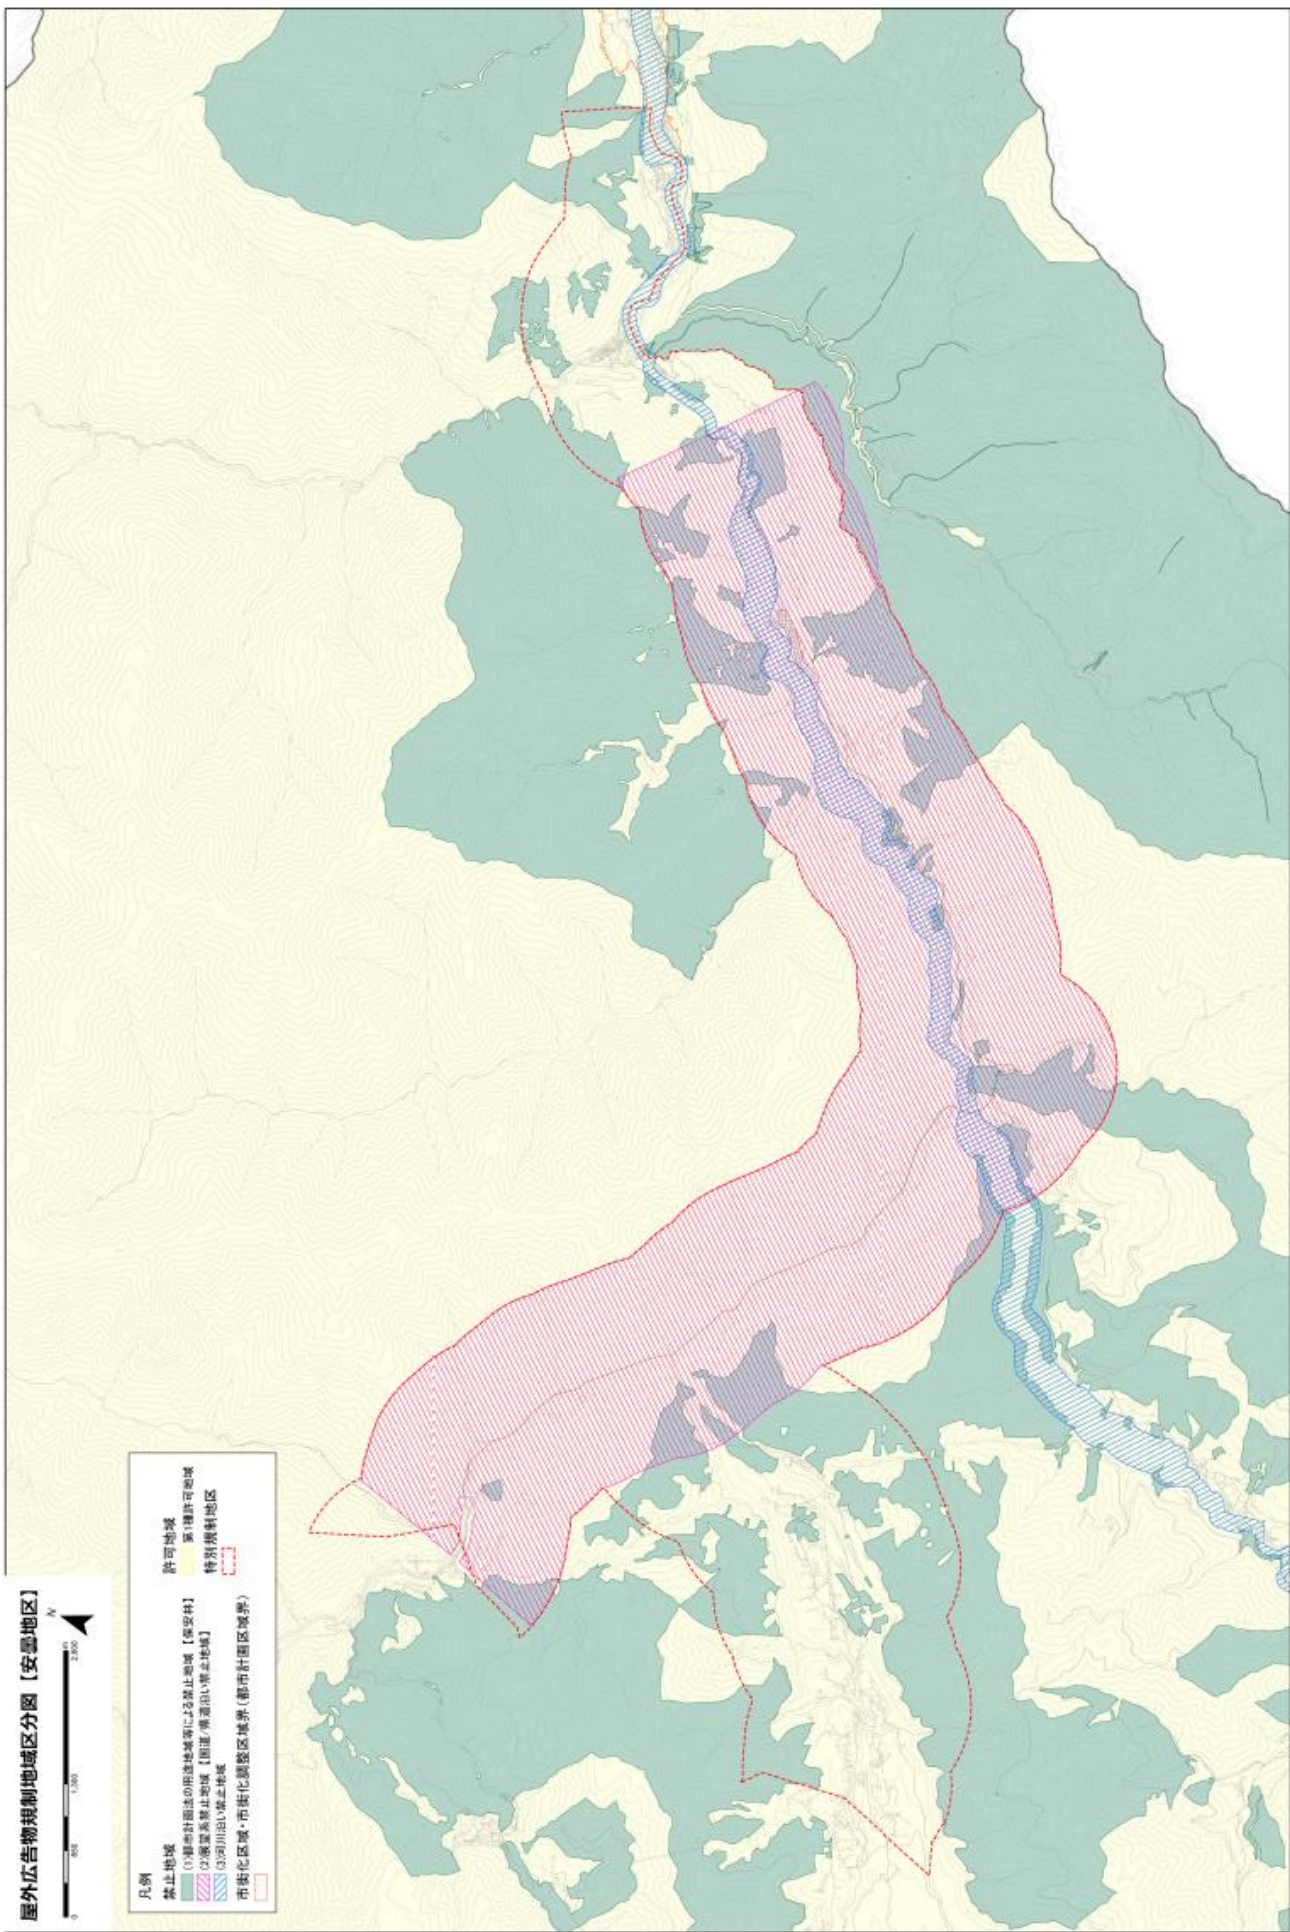 屋外広告物規制地域区分図【安曇地区】
N
0 650 1,300 2,600 m
凡例
禁止地域
(1)都市計画法の用途地域等による禁止地域【保安林】
(2)展望系禁止地域【国道/県道沿い禁止地域】
(3)河川沿い禁止地域
市街化区域・市街化調整区域界(都市計画区域界)
許可地域
第1種許可地域
特別規制地区